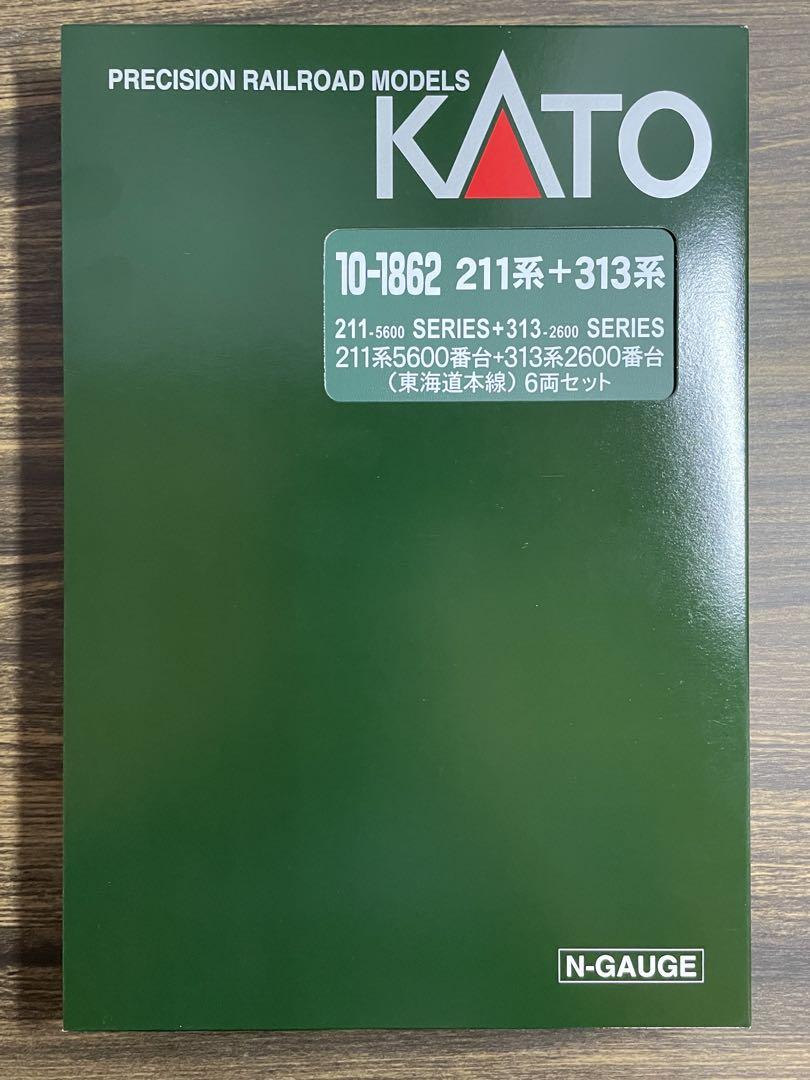 PRECISION RAILROAD MODELS
KATO
10-1862 211系+313系
211-5600 SERIES+313-2600 SERIES
211系5600番台+313系2600番台
(東海道本線) 6両セット
N-GAUGE